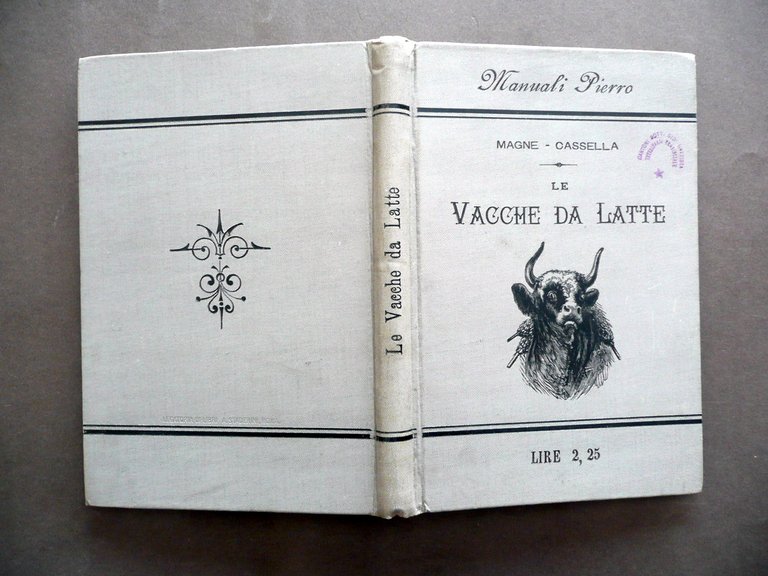 Manuali Pierro
MAGNE - CASSELLA
LE
VACCHE DA LATTE
LIRE 2, 25
Le Vacche da Latte